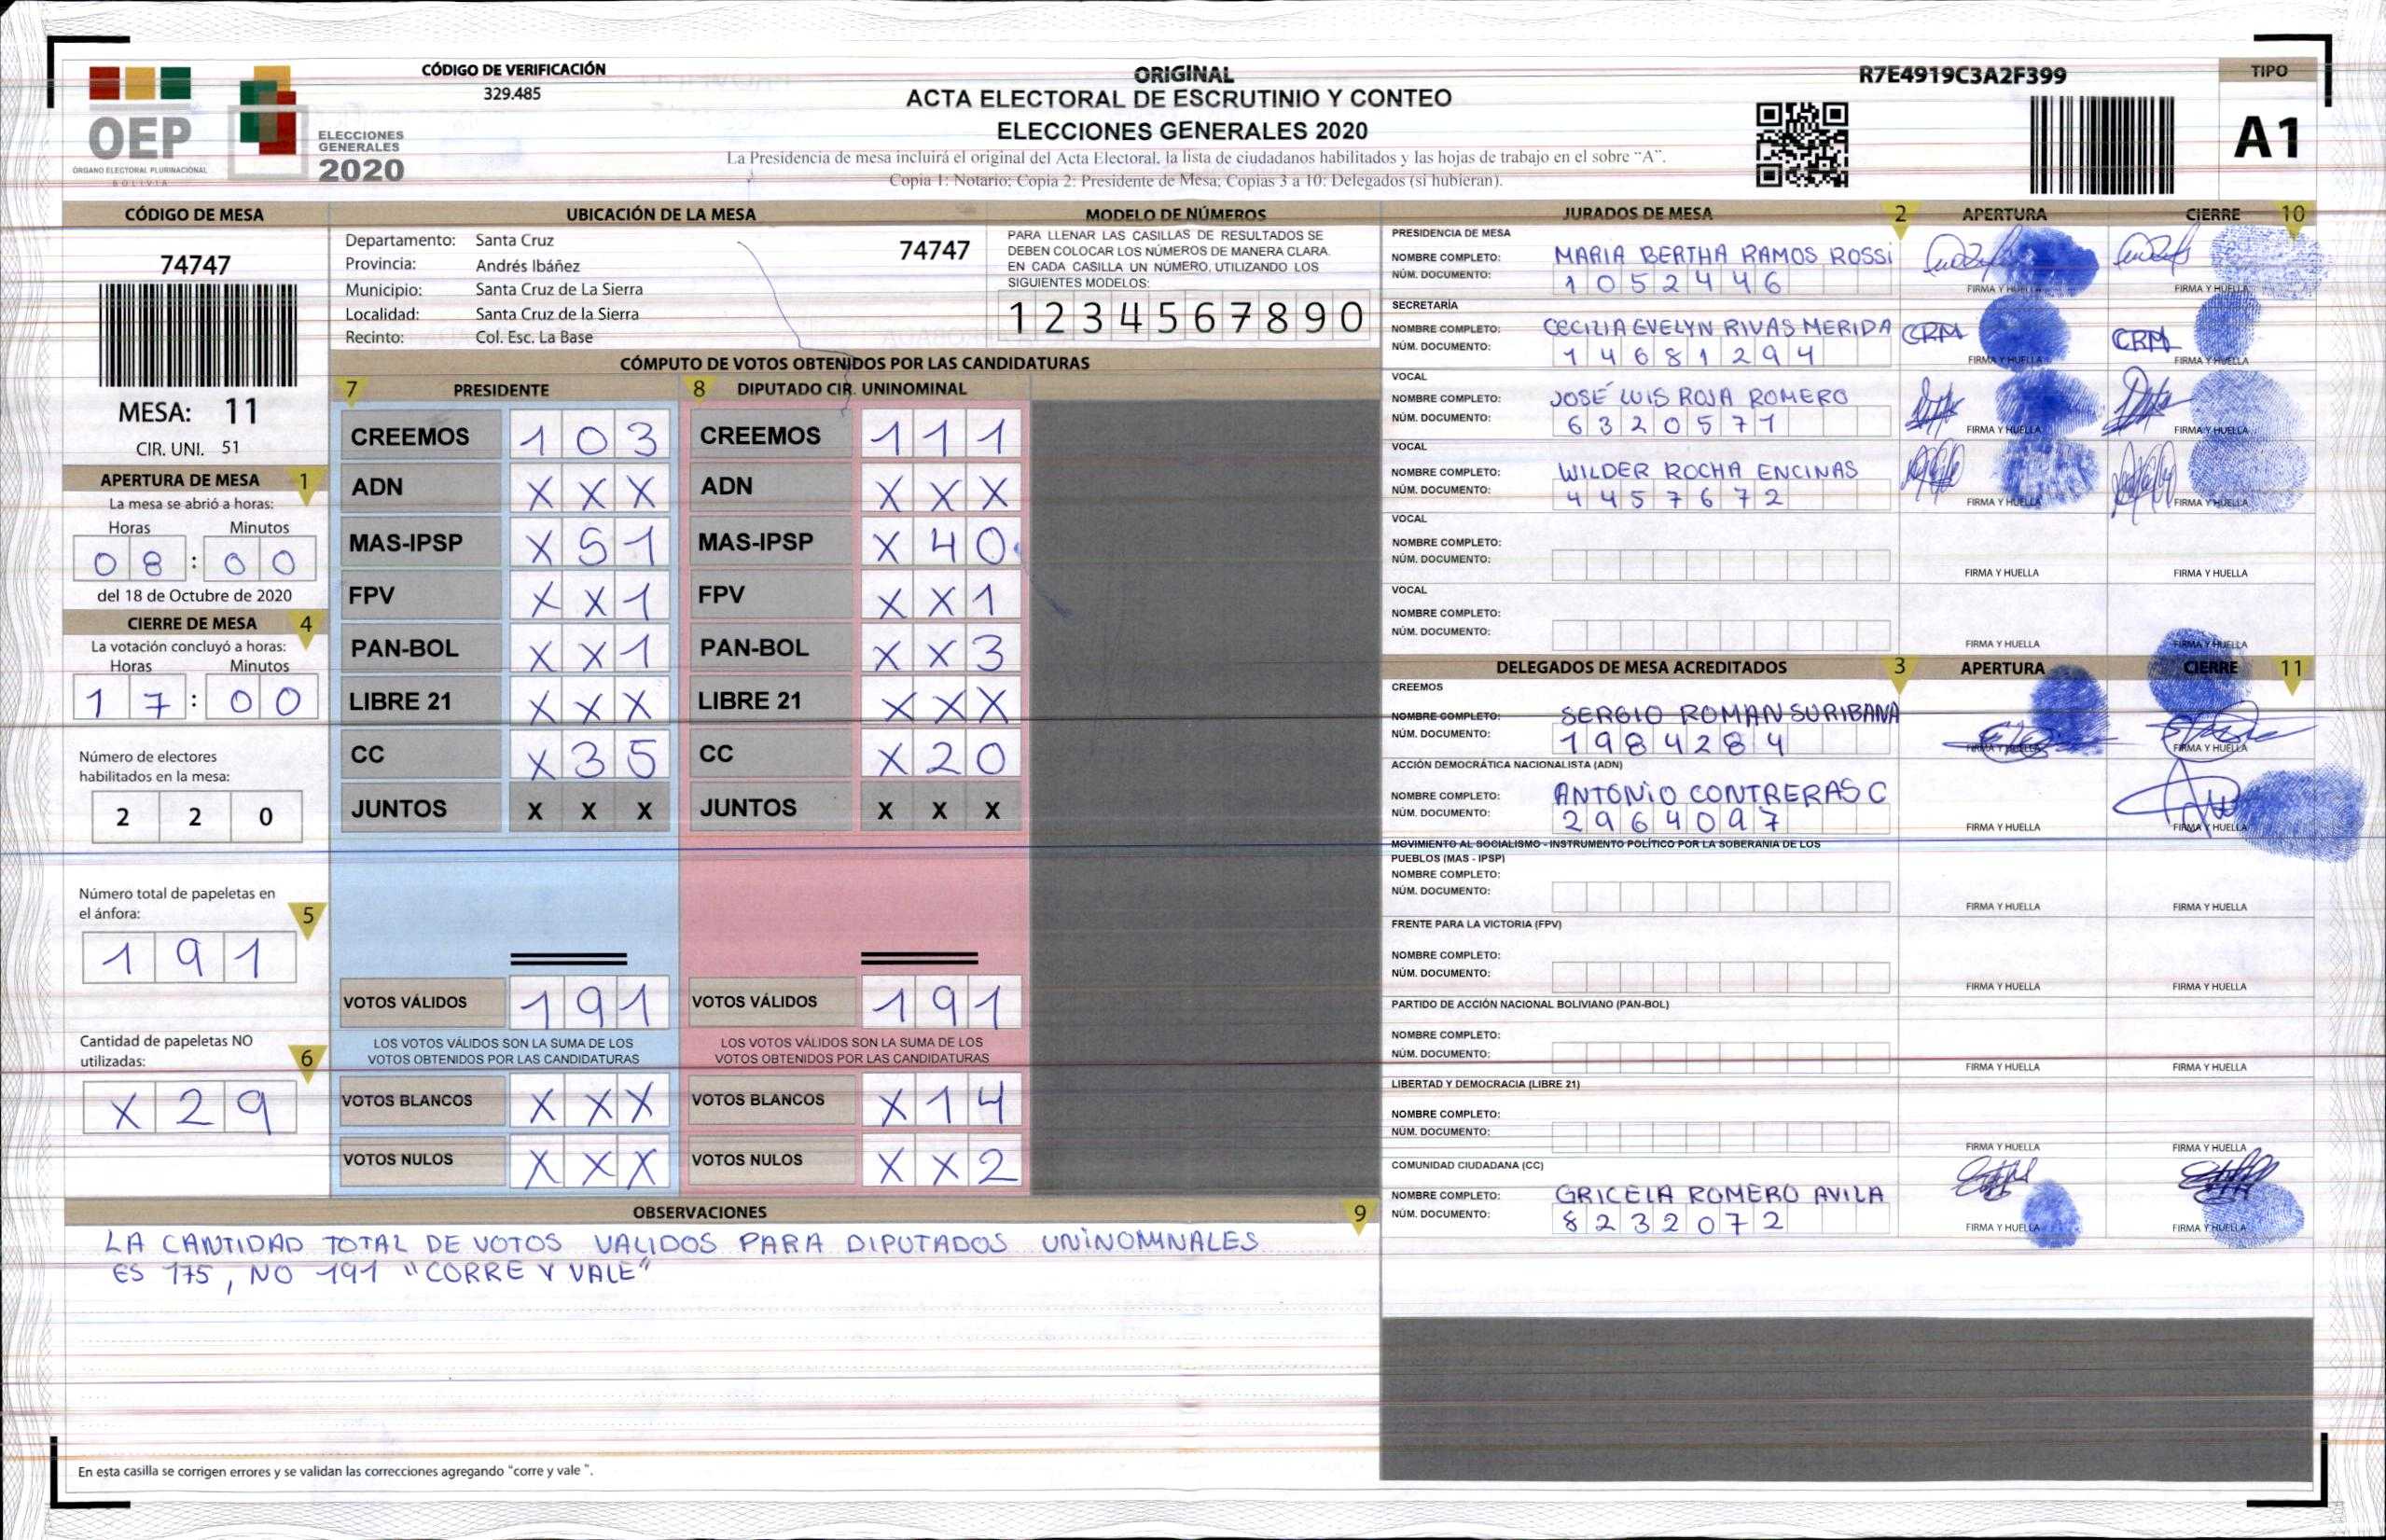 CÓDIGO DE VERIFICACIÓN
329.485
OEP
ÓRGANO ELECTORAL PLURINACIONAL
BOLIVIA
ELECCIONES
GENERALES
2020
ORIGINAL
ACTA ELECTORAL DE ESCRUTINIO Y CONTEO
ELECCIONES GENERALES 2020
La Presidencia de mesa incluirá el original del Acta Electoral, la lista de ciudadanos habilitados y las hojas de trabajo en el sobre "A".
Copia 1: Notario; Copia 2: Presidente de Mesa; Copias 3 a 10: Delegados (si hubieran).
R7E4919C3A2F399
TIPO
A1
CÓDIGO DE MESA
74747
MESA: 11
CIR. UNI. 51
APERTURA DE MESA 1
La mesa se abrió a horas:
Horas Minutos
08:00
del 18 de Octubre de 2020
CIERRE DE MESA 4
La votación concluyó a horas:
Horas Minutos
17:00
Número de electores
habilitados en la mesa:
2 2 0
Número total de papeletas en
el ánfora: 5
1 9 1
Cantidad de papeletas NO
utilizadas: 6
X 2 9
UBICACIÓN DE LA MESA
Departamento: Santa Cruz 74747
Provincia: Andrés Ibáñez
Municipio: Santa Cruz de La Sierra
Localidad: Santa Cruz de la Sierra
Recinto: Col. Esc. La Base
MODELO DE NÚMEROS
PARA LLENAR LAS CASILLAS DE RESULTADOS SE
DEBEN COLOCAR LOS NÚMEROS DE MANERA CLARA.
EN CADA CASILLA UN NÚMERO, UTILIZANDO LOS
SIGUIENTES MODELOS:
1 2 3 4 5 6 7 8 9 0
CÓMPUTO DE VOTOS OBTENIDOS POR LAS CANDIDATURAS
7 PRESIDENTE 8 DIPUTADO CIR. UNINOMINAL
CREEMOS 1 0 3 CREEMOS 1 1 1
ADN X X X ADN X X X
MAS-IPSP X 5 1 MAS-IPSP X 4 0
FPV X X 1 FPV X X 1
PAN-BOL X X 1 PAN-BOL X X 3
LIBRE 21 X X X LIBRE 21 X X X
CC X 3 5 CC X 2 0
JUNTOS X X X JUNTOS X X X
VOTOS VÁLIDOS 1 9 1 VOTOS VÁLIDOS 1 9 1
LOS VOTOS VÁLIDOS SON LA SUMA DE LOS LOS VOTOS VÁLIDOS SON LA SUMA DE LOS
VOTOS OBTENIDOS POR LAS CANDIDATURAS VOTOS OBTENIDOS POR LAS CANDIDATURAS
VOTOS BLANCOS X X X VOTOS BLANCOS X 1 4
VOTOS NULOS X X X VOTOS NULOS X X 2
OBSERVACIONES 9
LA CANTIDAD TOTAL DE VOTOS VALIDOS PARA DIPUTADOS UNINOMINALES
ES 175, NO 191 "CORRE Y VALE"
En esta casilla se corrigen errores y se validan las correcciones agregando "corre y vale ".
JURADOS DE MESA 2 APERTURA CIERRE 10
PRESIDENCIA DE MESA
NOMBRE COMPLETO: MARIA BERTHA RAMOS ROSSI
NÚM. DOCUMENTO: 1052446
FIRMA Y HUELLA FIRMA Y HUELLA
SECRETARÍA
NOMBRE COMPLETO: CECILIA EVELYN RIVAS MERIDA CRM CRM
NÚM. DOCUMENTO: 14681294
FIRMA Y HUELLA FIRMA Y HUELLA
VOCAL
NOMBRE COMPLETO: JOSÉ LUIS ROJA ROMERO
NÚM. DOCUMENTO: 6320571
FIRMA Y HUELLA FIRMA Y HUELLA
VOCAL
NOMBRE COMPLETO: WILDER ROCHA ENCINAS
NÚM. DOCUMENTO: 4457672
FIRMA Y HUELLA FIRMA Y HUELLA
VOCAL
NOMBRE COMPLETO:
NÚM. DOCUMENTO:
FIRMA Y HUELLA FIRMA Y HUELLA
VOCAL
NOMBRE COMPLETO:
NÚM. DOCUMENTO:
FIRMA Y HUELLA FIRMA Y HUELLA
DELEGADOS DE MESA ACREDITADOS 3 APERTURA CIERRE 11
CREEMOS
NOMBRE COMPLETO: SERGIO ROMAN SURIBANA
NÚM. DOCUMENTO: 1984284
FIRMA Y HUELLA FIRMA Y HUELLA
ACCIÓN DEMOCRÁTICA NACIONALISTA (ADN)
NOMBRE COMPLETO: ANTONIO CONTRERAS C
NÚM. DOCUMENTO: 2964097
FIRMA Y HUELLA FIRMA Y HUELLA
MOVIMIENTO AL SOCIALISMO - INSTRUMENTO POLÍTICO POR LA SOBERANIA DE LOS
PUEBLOS (MAS - IPSP)
NOMBRE COMPLETO:
NÚM. DOCUMENTO:
FIRMA Y HUELLA FIRMA Y HUELLA
FRENTE PARA LA VICTORIA (FPV)
NOMBRE COMPLETO:
NÚM. DOCUMENTO:
FIRMA Y HUELLA FIRMA Y HUELLA
PARTIDO DE ACCIÓN NACIONAL BOLIVIANO (PAN-BOL)
NOMBRE COMPLETO:
NÚM. DOCUMENTO:
FIRMA Y HUELLA FIRMA Y HUELLA
LIBERTAD Y DEMOCRACIA (LIBRE 21)
NOMBRE COMPLETO:
NÚM. DOCUMENTO:
FIRMA Y HUELLA FIRMA Y HUELLA
COMUNIDAD CIUDADANA (CC)
NOMBRE COMPLETO: GRICELA ROMERO AVILA
NÚM. DOCUMENTO: 8232072
FIRMA Y HUELLA FIRMA Y HUELLA